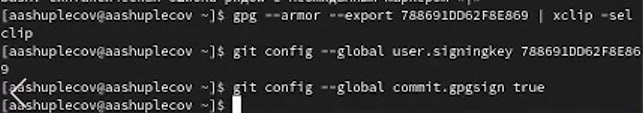 [aashuplecov@aashuplecov ~]$ gpg --armor --export 788691DD62F8E869 | xclip -sel
clip
[aashuplecov@aashuplecov ~]$ git config --global user.signingkey 788691DD62F8E86
9
[aashuplecov@aashuplecov ~]$ git config --global commit.gpgsign true
[aashuplecov@aashuplecov ~]$